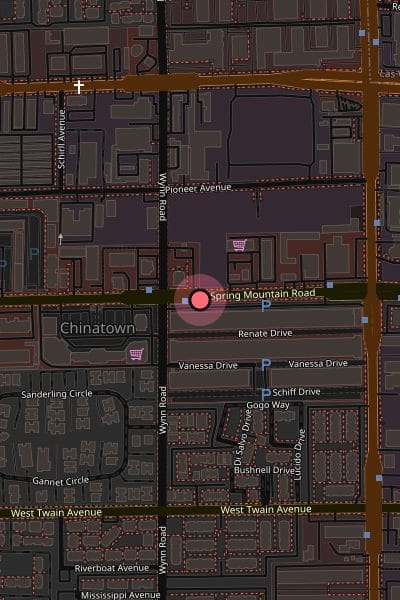 Las V
Schirll Avenue
Wynn Road
Pioneer Avenue
P
P
Spring Mountain Road
P
Chinatown
Renate Drive
Vanessa Drive
P
Vanessa Drive
Sanderling Circle
Wynn Road
P
Schiff Drive
Gogo Way
Di Salvo Drive
Lucido Drive
Bushnell Drive
Gannet Circle
West Twain Avenue
West Twain Avenue
Wynn Road
Riverboat Avenue
Mississippi Avenue